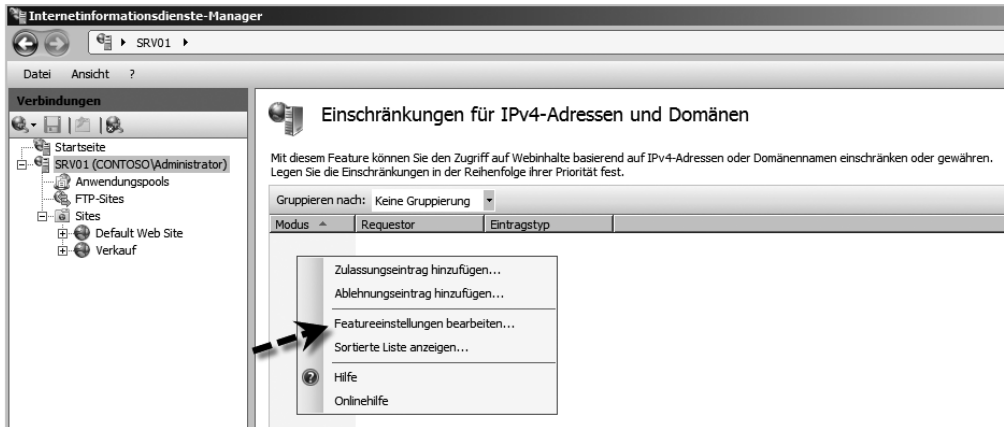 Internetinformationsdienste-Manager
SRV01
Datei Ansicht ?
Verbindungen
Startseite
SRV01 (CONTOSO\Administrator)
Anwendungspools
FTP-Sites
Sites
Default Web Site
Verkauf
Einschränkungen für IPv4-Adressen und Domänen
Mit diesem Feature können Sie den Zugriff auf Webinhalte basierend auf IPv4-Adressen oder Domänennamen einschränken oder gewähren.
Legen Sie die Einschränkungen in der Reihenfolge ihrer Priorität fest.
Gruppieren nach: Keine Gruppierung
Modus Requestor Eintragstyp
Zulassungseintrag hinzufügen...
Ablehnungseintrag hinzufügen...
Featureeinstellungen bearbeiten...
Sortierte Liste anzeigen...
Hilfe
Onlinehilfe